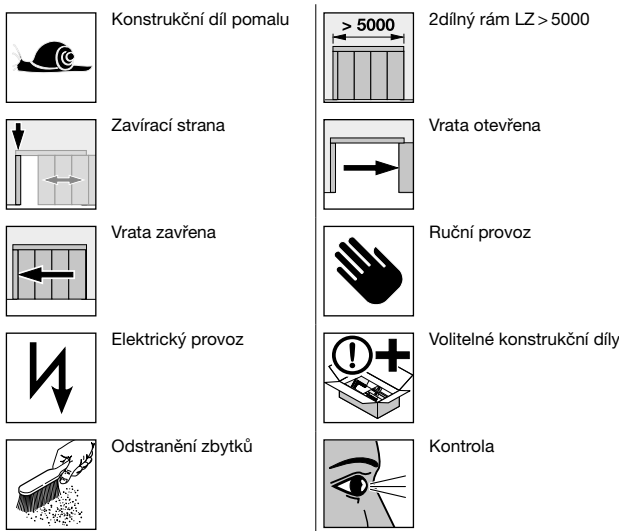 Konstrukční díl pomalu
Zavírací strana
Vrata zavřena
Elektrický provoz
Odstranění zbytků
> 5000
2dílný rám LZ > 5000
Vrata otevřena
Ruční provoz
Volitelné konstrukční díly
Kontrola